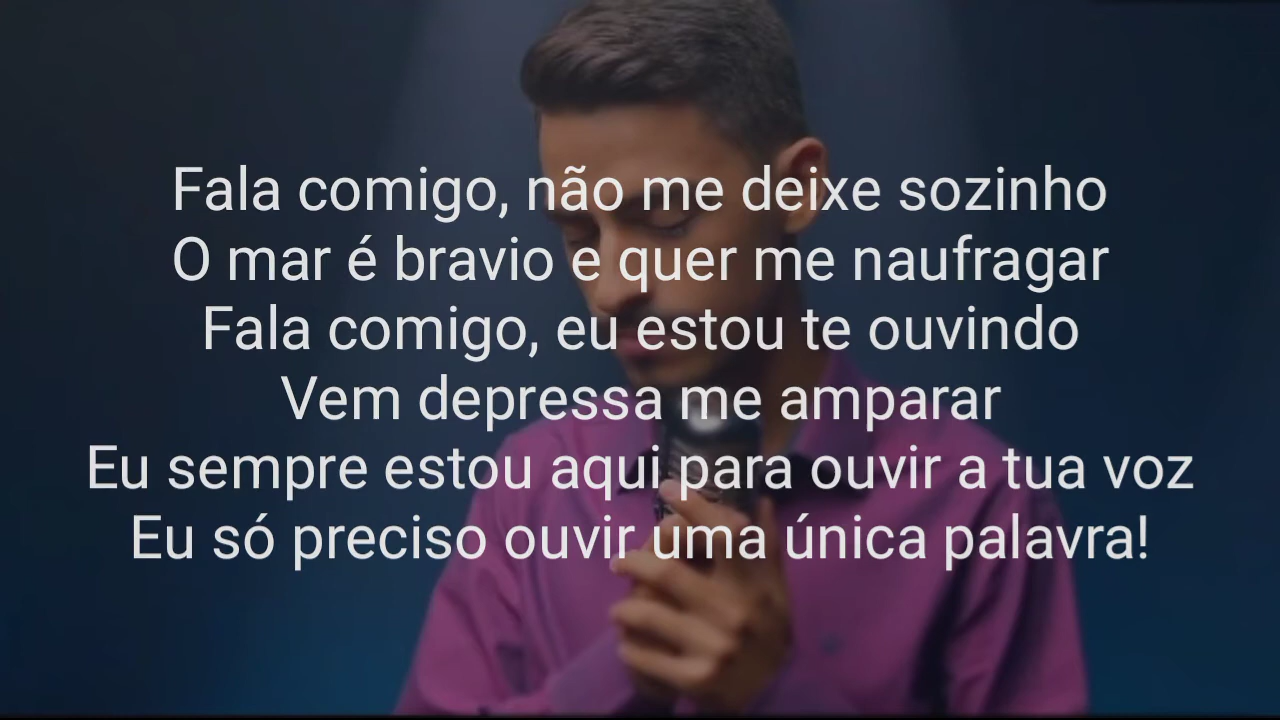 Fala comigo, não me deixe sozinho
O mar é bravio e quer me naufragar
Fala comigo, eu estou te ouvindo
Vem depressa me amparar
Eu sempre estou aqui para ouvir a tua voz
Eu só preciso ouvir uma única palavra!